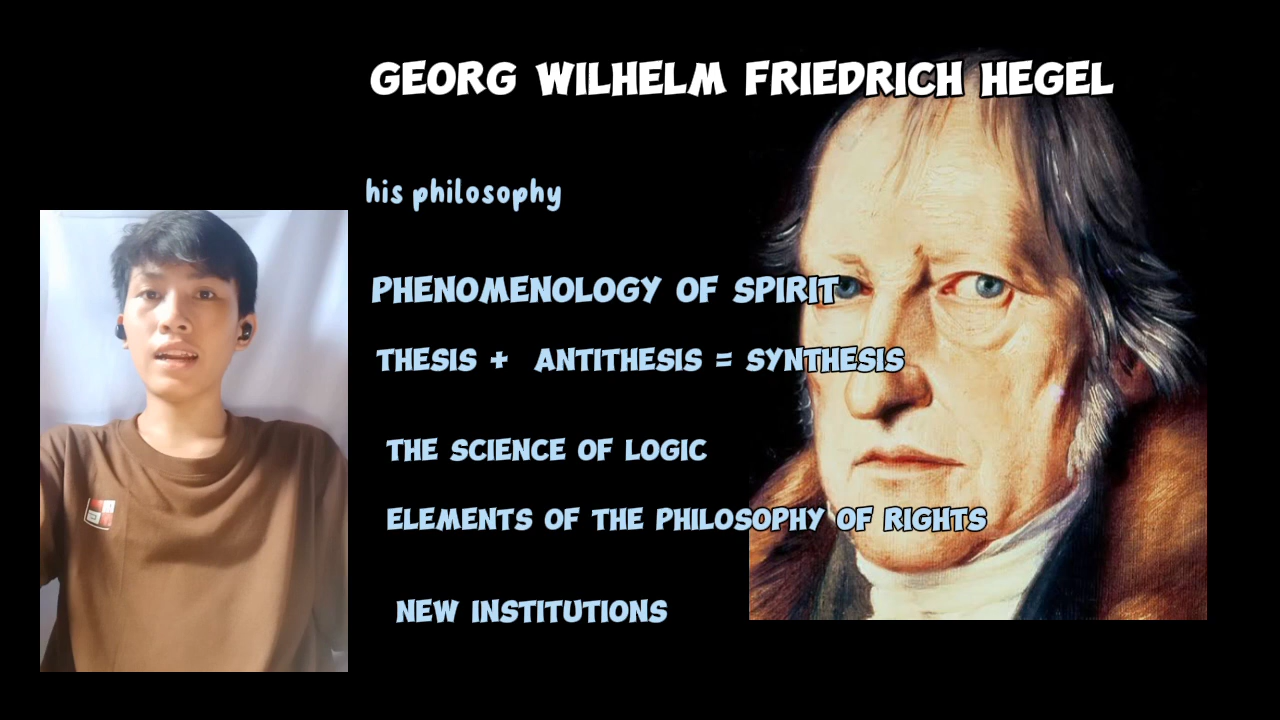 GEORG WILHELM FRIEDRICH HEGEL
his philosophy
PHENOMENOLOGY OF SPIRIT
THESIS + ANTITHESIS = SYNTHESIS
THE SCIENCE OF LOGIC
ELEMENTS OF THE PHILOSOPHY OF RIGHTS
NEW INSTITUTIONS